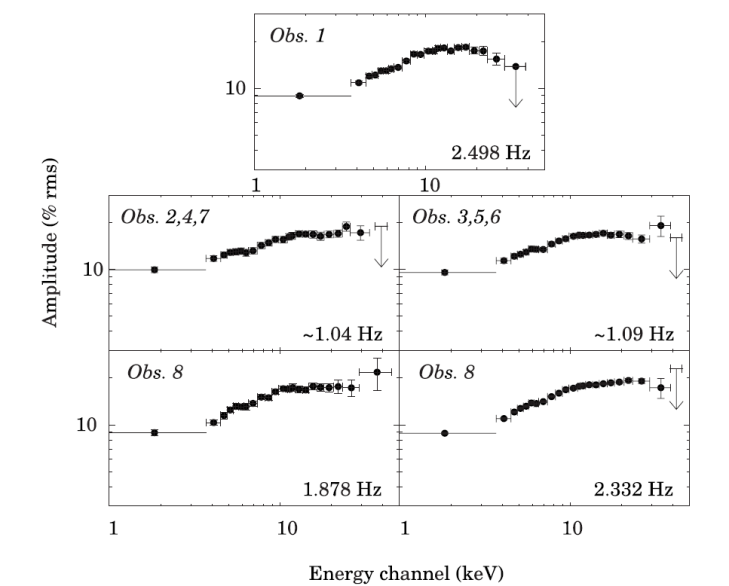 Obs. 1
10
2.498 Hz
1
10
Amplitude (% rms)
Obs. 2,4,7
Obs. 3,5,6
10
~1.04 Hz
~1.09 Hz
Obs. 8
Obs. 8
10
1.878 Hz
2.332 Hz
1
10
1
10
Energy channel (keV)